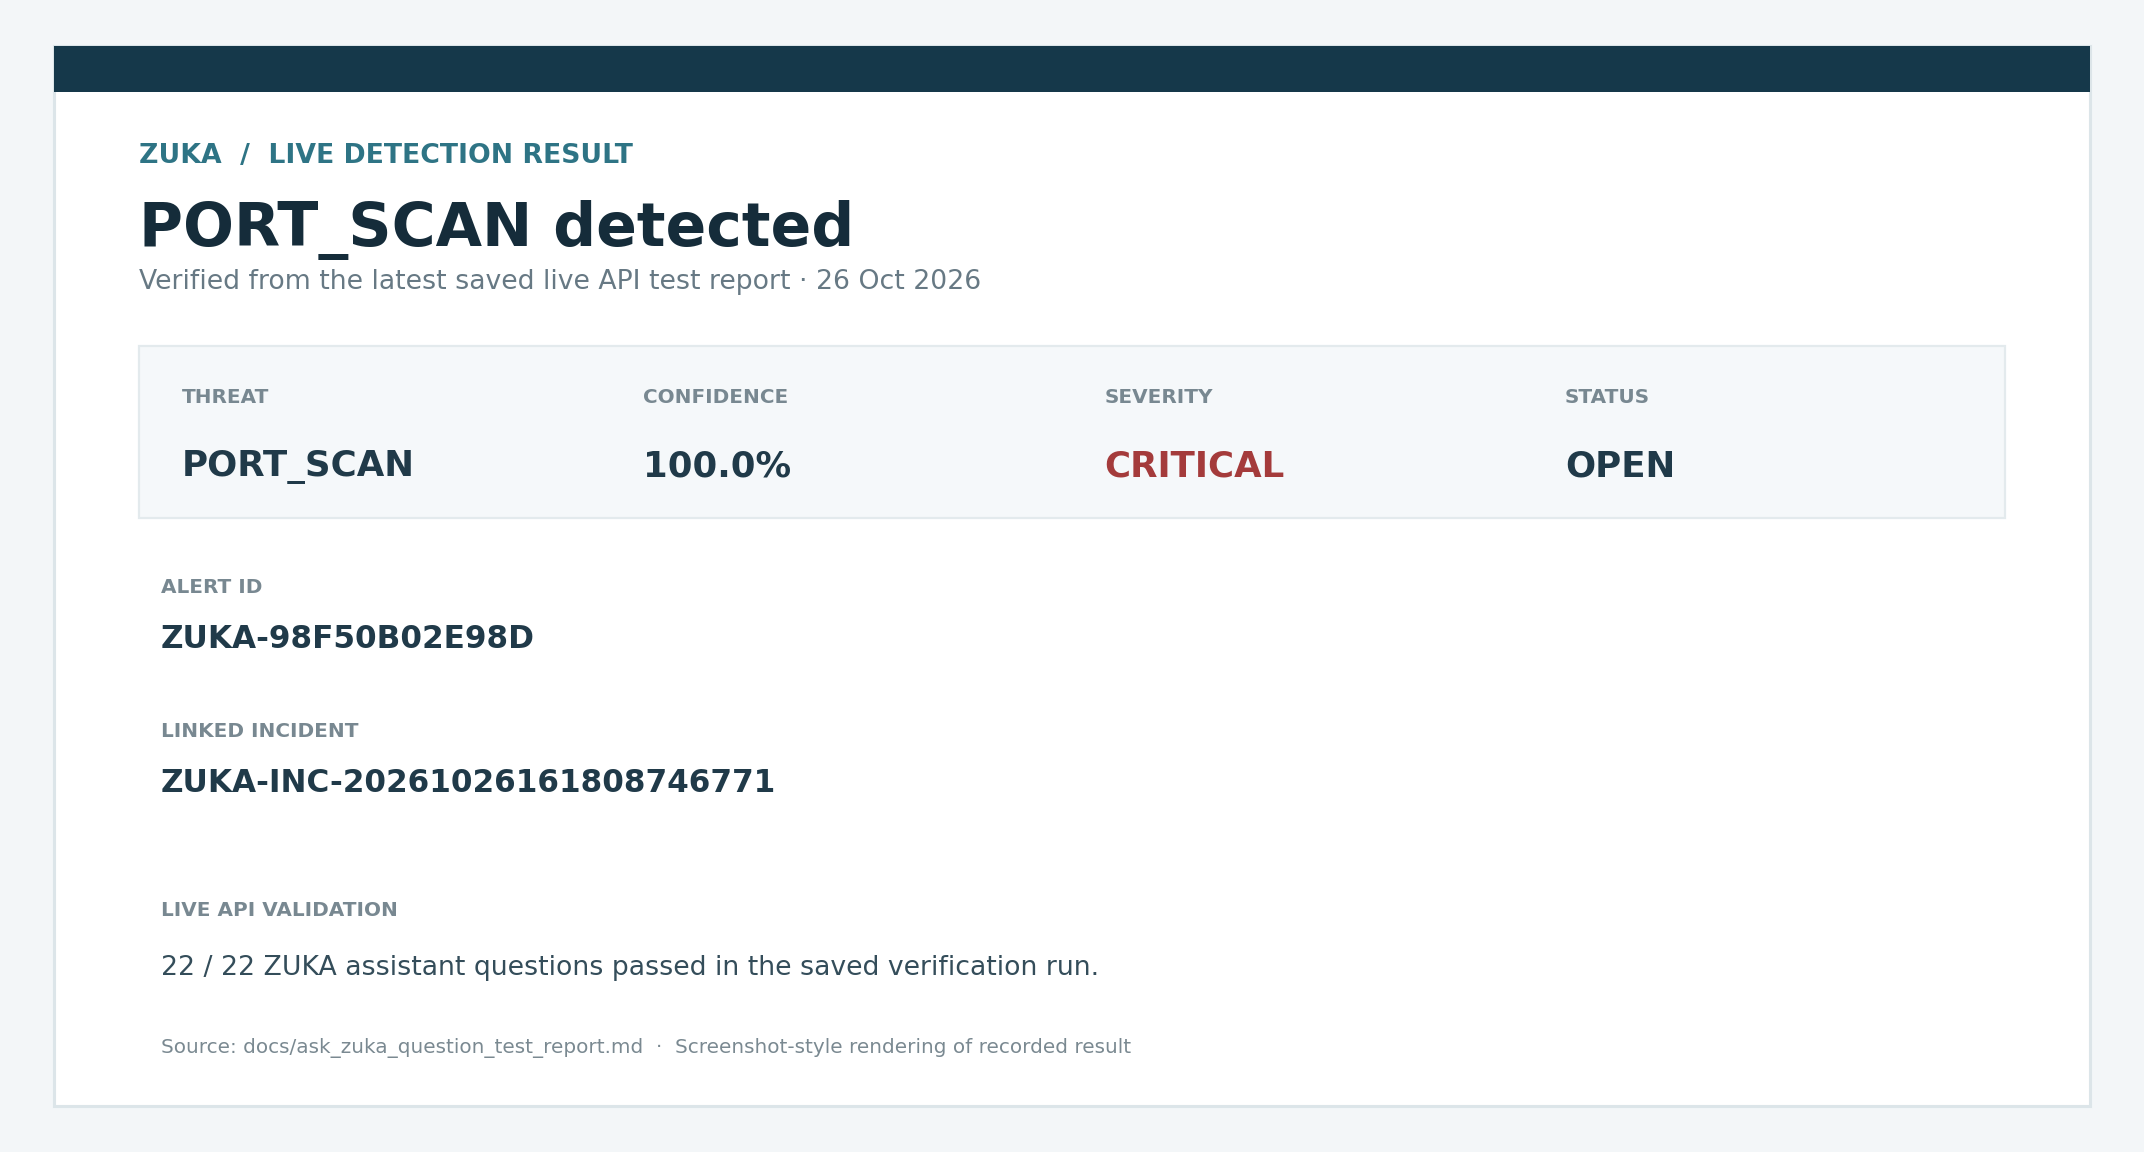 ZUKA / LIVE DETECTION RESULT
PORT_SCAN detected
Verified from the latest saved live API test report · 26 Oct 2026
THREAT CONFIDENCE SEVERITY STATUS
PORT_SCAN 100.0% CRITICAL OPEN
ALERT ID
ZUKA-98F50B02E98D
LINKED INCIDENT
ZUKA-INC-20261026161808746771
LIVE API VALIDATION
22 / 22 ZUKA assistant questions passed in the saved verification run.
Source: docs/ask_zuka_question_test_report.md · Screenshot-style rendering of recorded result